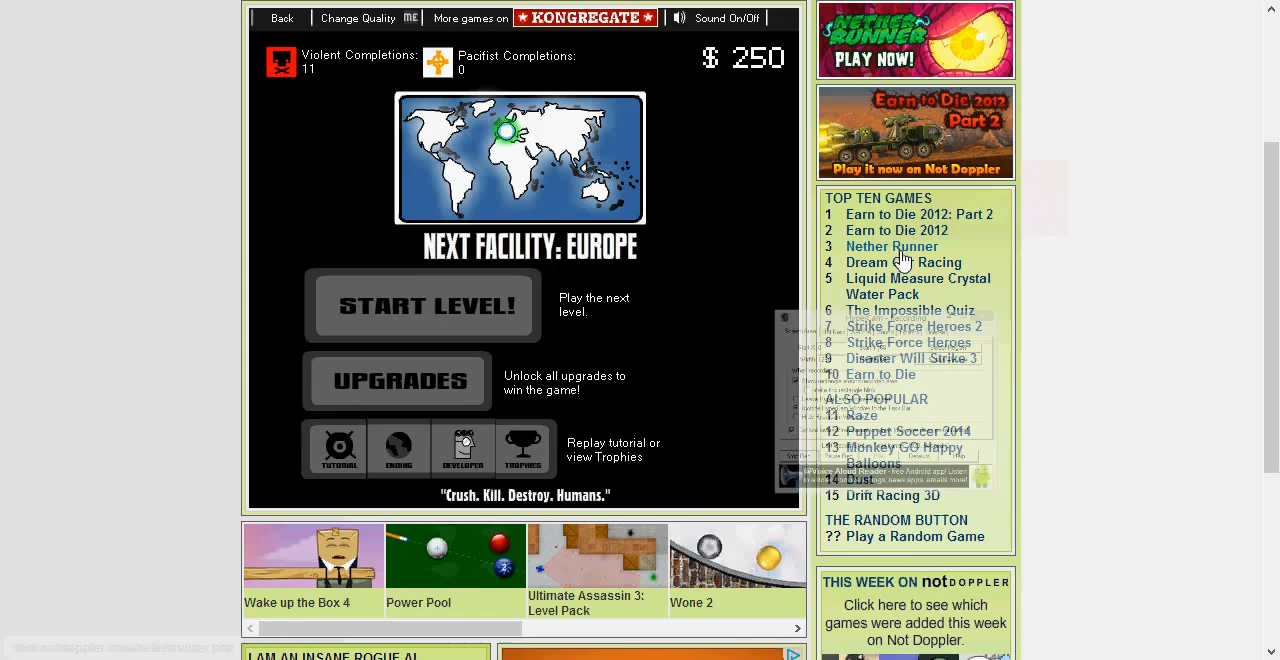 Back
Change Quality
More games on
KONGREGATE
Sound On/Off
Violent Completions:
11
Pacifist Completions:
0
$ 250
NEXT FACILITY: EUROPE
START LEVEL!
Play the next
level.
UPGRADES
Unlock all upgrades to
win the game!
TUTORIAL
ENDING
DEVELOPER
TROPHIES
Replay tutorial or
view Trophies
"Crush. Kill. Destroy. Humans."
Wake up the Box 4
Power Pool
Ultimate Assassin 3:
Level Pack
Wone 2
I AM AN INSANE ROGUE AI
NETHER
RUNNER
PLAY NOW!
Earn to Die 2012
Part 2
Play it now on Not Doppler
TOP TEN GAMES
1 Earn to Die 2012: Part 2
2 Earn to Die 2012
3 Nether Runner
4 Dream Car Racing
5 Liquid Measure Crystal
Water Pack
6 The Impossible Quiz
7 Strike Force Heroes 2
8 Strike Force Heroes
9 Disaster Will Strike 3
10 Earn to Die
ALSO POPULAR
11 Raze
12 Puppet Soccer 2014
13 Monkey GO Happy
Balloons
14 Dust
15 Drift Racing 3D
THE RANDOM BUTTON
?? Play a Random Game
THIS WEEK ON notDOPPLER
Click here to see which
games were added this week
on Not Doppler.